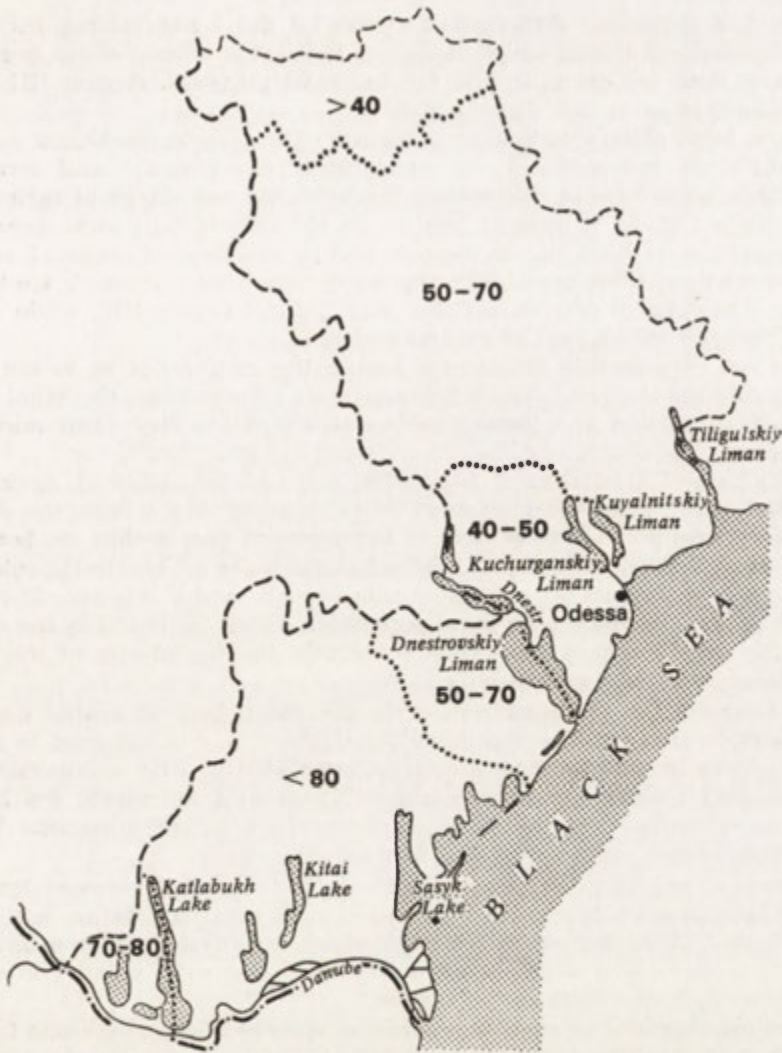 >40
50-70
Tiligulskiy
Liman
Kuyalnitskiy
Liman
40-50
Kuchurganskiy
Liman
Dnestr
Odessa
Dnestrovskiy
Liman
50-70
BLACK SEA
<80
Kitai
Lake
Katlabukh
Lake
Sasyk
Lake
70-80
Danube